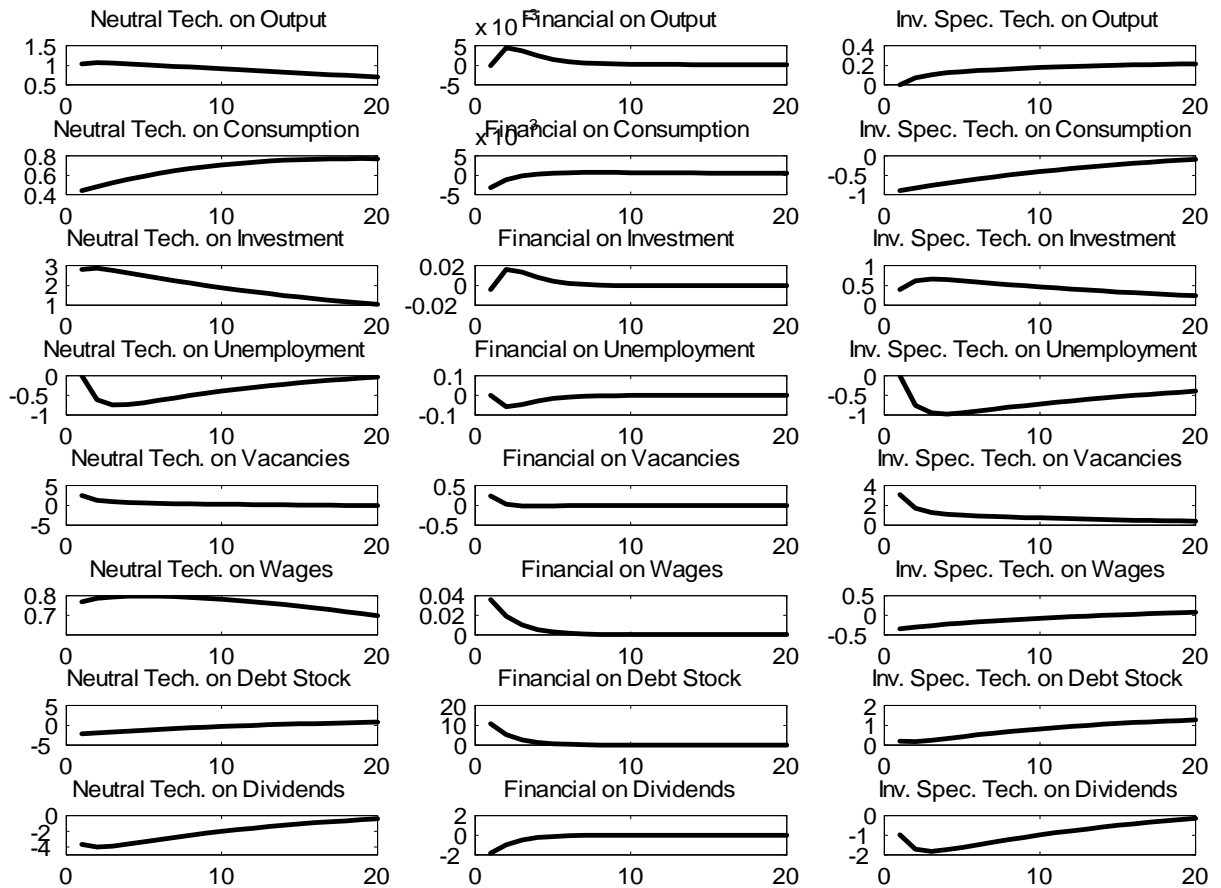 Neutral Tech. on Output
1.5
1
0.5
0 10 20
x 10⁻³
Financial on Output
5
0
-5
0 10 20
Inv. Spec. Tech. on Output
0.4
0.2
0
0 10 20
Neutral Tech. on Consumption
0.8
0.6
0.4
0 10 20
x 10⁻³
Financial on Consumption
5
0
-5
0 10 20
Inv. Spec. Tech. on Consumption
0
-0.5
-1
0 10 20
Neutral Tech. on Investment
3
2
1
0 10 20
Financial on Investment
0.02
0
-0.02
0 10 20
Inv. Spec. Tech. on Investment
1
0.5
0
0 10 20
Neutral Tech. on Unemployment
0
-0.5
-1
0 10 20
Financial on Unemployment
0.1
0
-0.1
0 10 20
Inv. Spec. Tech. on Unemployment
0
-0.5
-1
0 10 20
Neutral Tech. on Vacancies
5
0
-5
0 10 20
Financial on Vacancies
0.5
0
-0.5
0 10 20
Inv. Spec. Tech. on Vacancies
4
2
0
0 10 20
Neutral Tech. on Wages
0.8
0.7
0 10 20
Financial on Wages
0.04
0.02
0
0 10 20
Inv. Spec. Tech. on Wages
0.5
0
-0.5
0 10 20
Neutral Tech. on Debt Stock
5
0
-5
0 10 20
Financial on Debt Stock
20
10
0
0 10 20
Inv. Spec. Tech. on Debt Stock
2
1
0
0 10 20
Neutral Tech. on Dividends
0
-2
-4
0 10 20
Financial on Dividends
2
0
-2
0 10 20
Inv. Spec. Tech. on Dividends
0
-1
-2
0 10 20